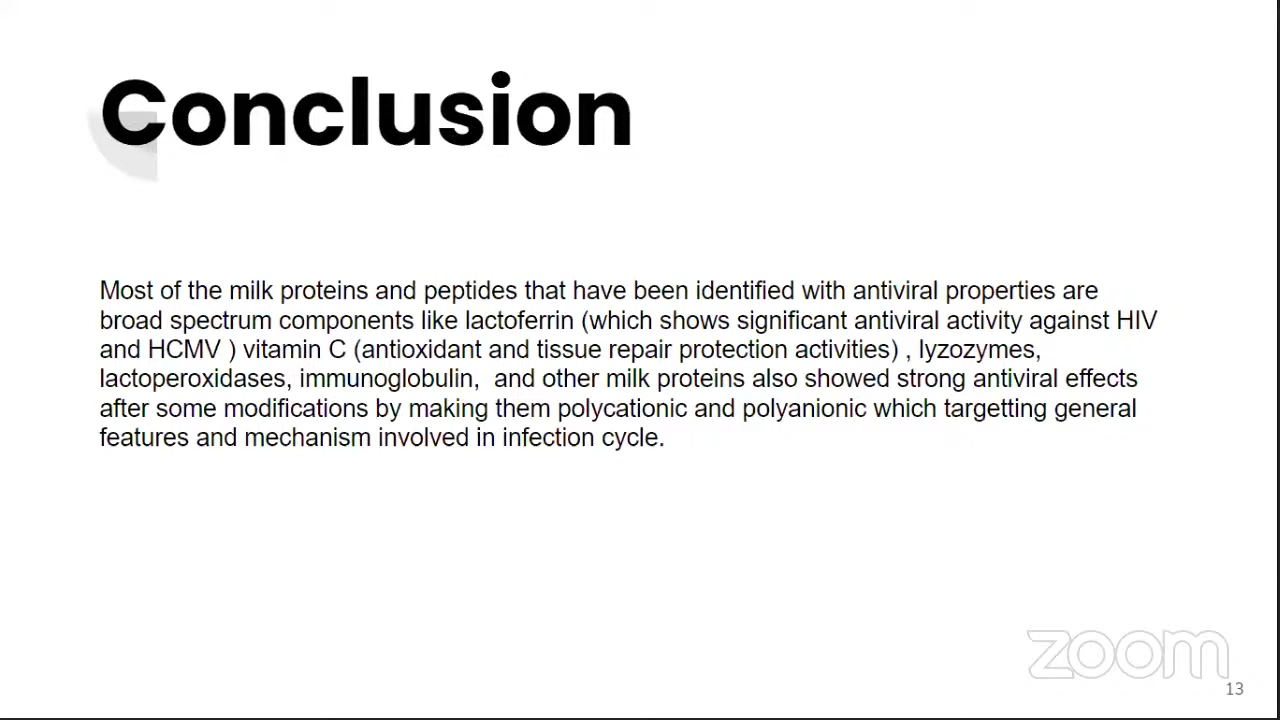 Conclusion
Most of the milk proteins and peptides that have been identified with antiviral properties are
broad spectrum components like lactoferrin (which shows significant antiviral activity against HIV
and HCMV ) vitamin C (antioxidant and tissue repair protection activities) , lyzozymes,
lactoperoxidases, immunoglobulin,  and other milk proteins also showed strong antiviral effects
after some modifications by making them polycationic and polyanionic which targetting general
features and mechanism involved in infection cycle.
zoom
13